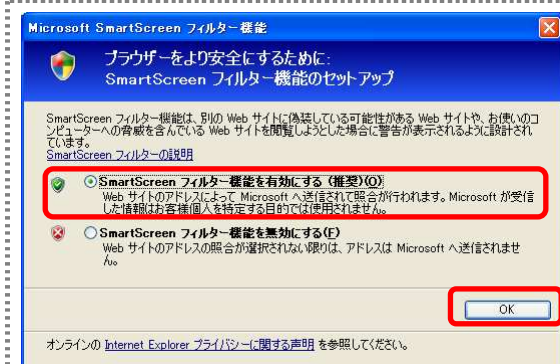 Microsoft SmartScreen フィルター機能
ブラウザーをより安全にするために:
SmartScreen フィルター機能のセットアップ
SmartScreen フィルター機能は、別の Web サイトに偽装している可能性がある Web サイトや、お使いのコ
ンピューターへの脅威を含んでいる Web サイトを閲覧しようとした場合に警告が表示されるように設計され
ています。
SmartScreen フィルターの説明
SmartScreen フィルター機能を有効にする (推奨)(O)
Web サイトのアドレスによって Microsoft へ送信されて照合が行われます。Microsoft が受信
した情報はお客様個人を特定する目的では使用されません。
SmartScreen フィルター機能を無効にする(F)
Web サイトのアドレスの照合が選択されない限りは、アドレスは Microsoft へ送信されませ
ん。
OK
オンラインの Internet Explorer プライバシーに関する声明 を参照してください。